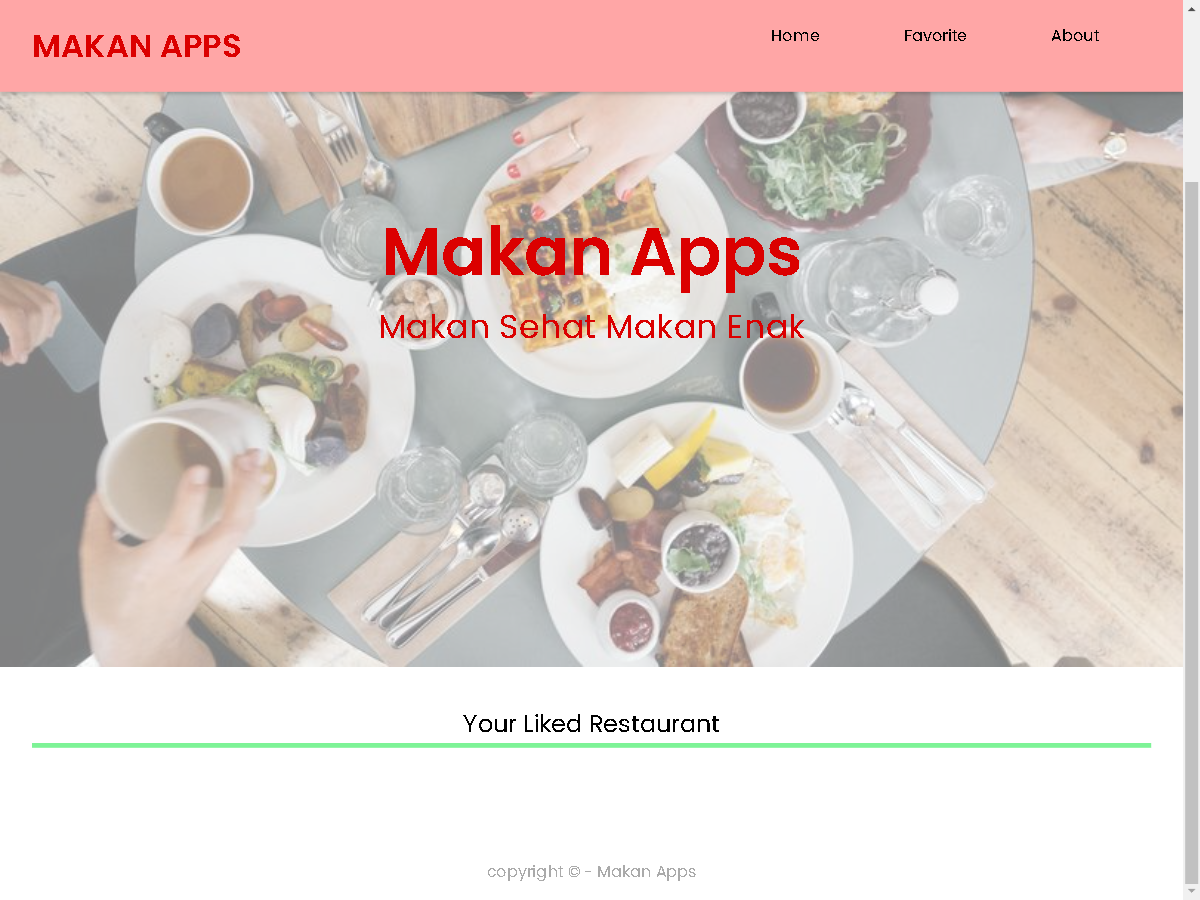 MAKAN APPS
Home
Favorite
About
Makan Apps
Makan Sehat Makan Enak
Your Liked Restaurant
copyright © - Makan Apps